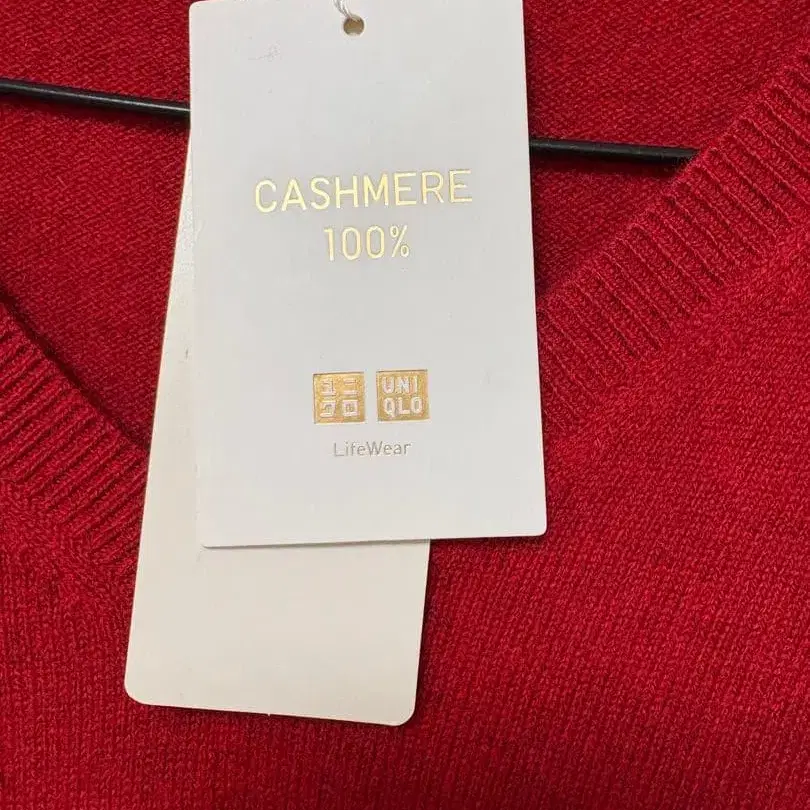 CASHMERE
100%
ユニ
クロ
UNI
QLO
LifeWear